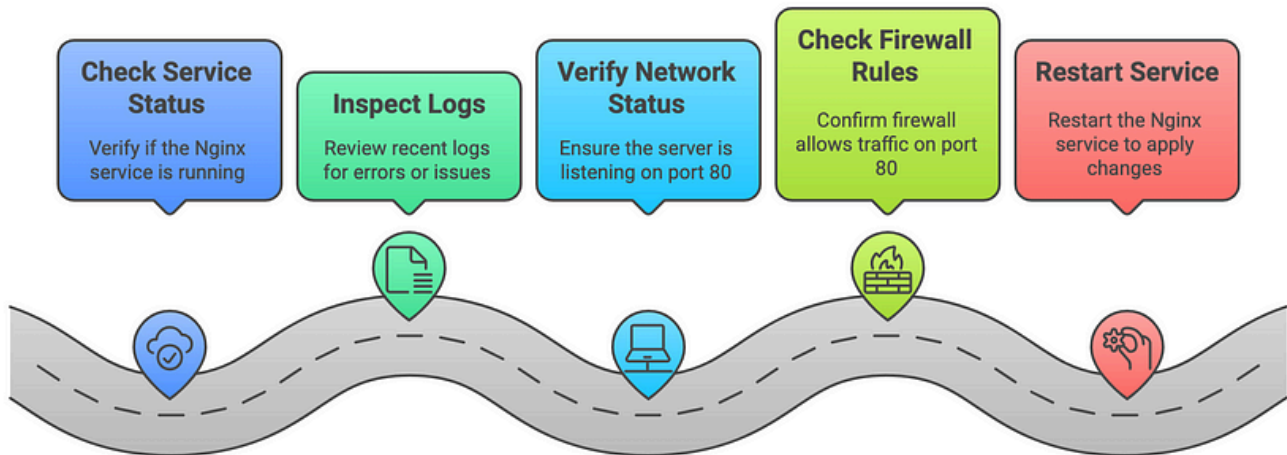 Check Service
Status
Verify if the Nginx
service is running
Inspect Logs
Review recent logs
for errors or issues
Verify Network
Status
Ensure the server is
listening on port 80
Check Firewall
Rules
Confirm firewall
allows traffic on port
80
Restart Service
Restart the Nginx
service to apply
changes